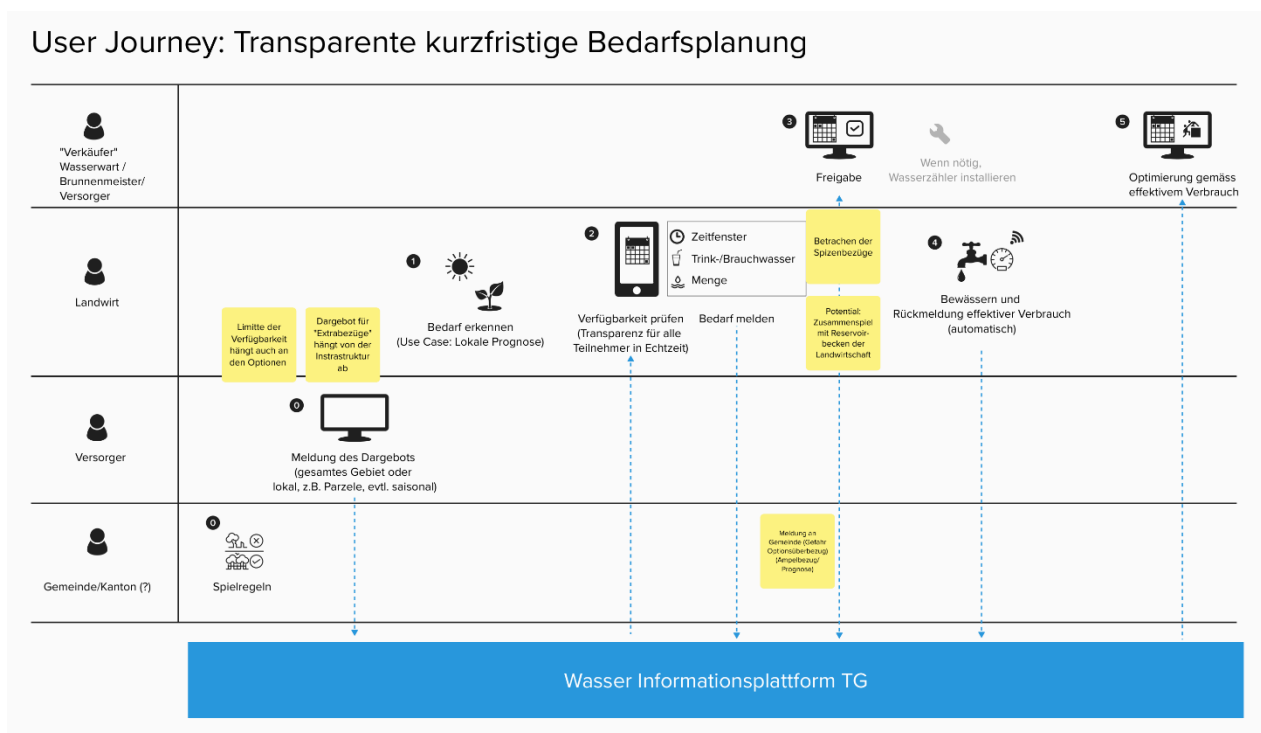 User Journey: Transparente kurzfristige Bedarfsplanung
"Verkäufer"
Wasserwart /
Brunnenmeister/
Versorger
3
Freigabe
Wenn nötig,
Wasserzähler installieren
5
Optimierung gemäss
effektivem Verbrauch
Landwirt
Limitte der
Verfügbarkeit
hängt auch an
den Optionen
Dargebot für
"Extrabezüge"
hängt von der
Instrastruktur
ab
1
Bedarf erkennen
(Use Case: Lokale Prognose)
2
Verfügbarkeit prüfen
(Transparenz für alle
Teilnehmer in Echtzeit)
Zeitfenster
Trink-/Brauchwasser
Menge
Bedarf melden
Betrachen der
Spizenbezüge
Potential:
Zusammenspiel
mit Reservoir-
becken der
Landwirtschaft
4
Bewässern und
Rückmeldung effektiver Verbrauch
(automatisch)
Versorger
0
Meldung des Dargebots
(gesamtes Gebiet oder
lokal, z.B. Parzele, evtl. saisonal)
Gemeinde/Kanton (?)
0
Spielregeln
Meldung an
Gemeinde (Gefahr
Optionsüberbezug)
(Ampelbezug/
Prognose)
Wasser Informationsplattform TG